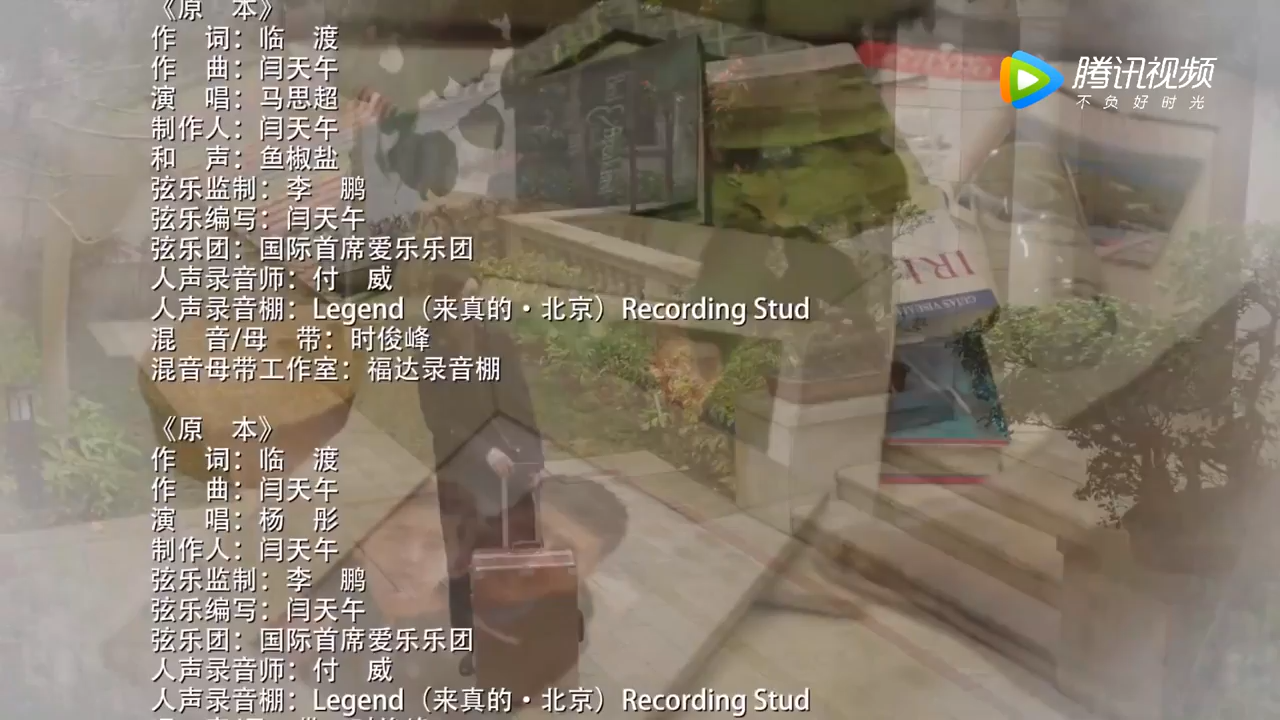 《原 本》
作 词：临 渡
作 曲：闫天午
演 唱：马思超
制作人：闫天午
和 声：鱼椒盐
弦乐监制：李 鹏
弦乐编写：闫天午
弦乐团：国际首席爱乐乐团
人声录音师：付 威
人声录音棚：Legend（来真的·北京）Recording Stud
混 音/母 带：时俊峰
混音母带工作室：福达录音棚
《原 本》
作 词：临 渡
作 曲：闫天午
演 唱：杨 彤
制作人：闫天午
弦乐监制：李 鹏
弦乐编写：闫天午
弦乐团：国际首席爱乐乐团
人声录音师：付 威
人声录音棚：Legend（来真的·北京）Recording Stud
腾讯视频
不负好时光